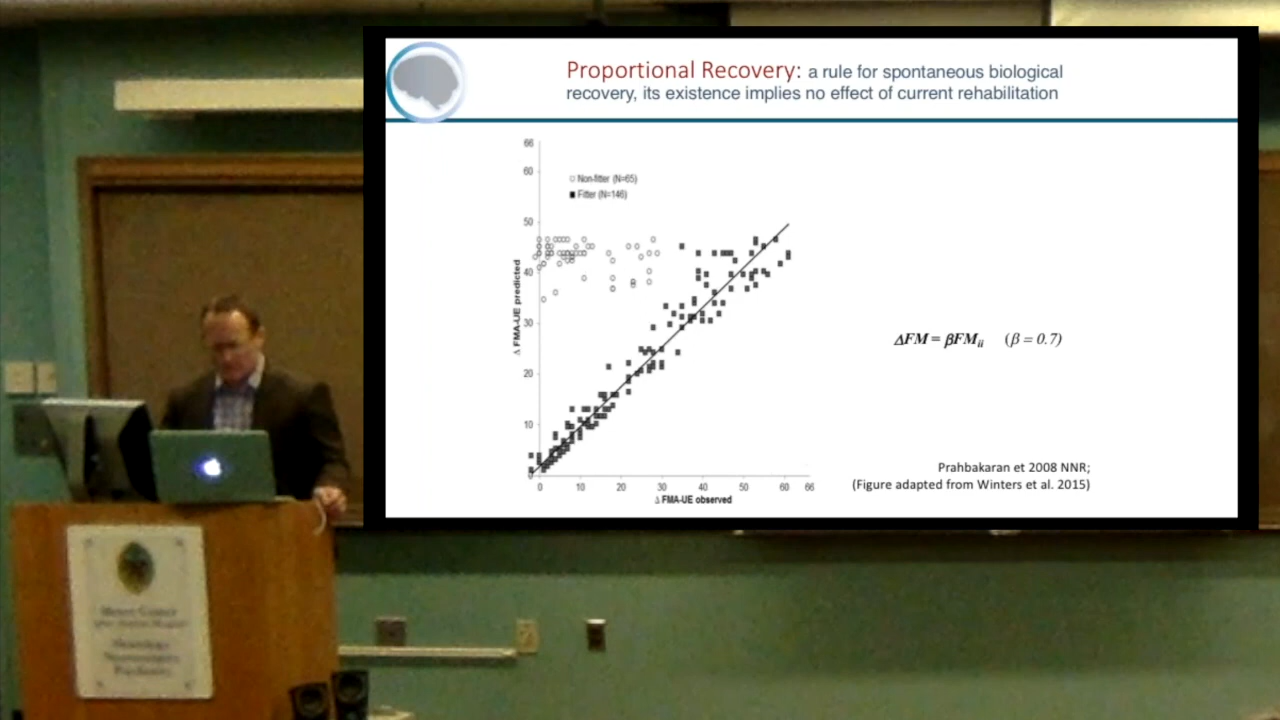 Proportional Recovery: a rule for spontaneous biological
recovery, its existence implies no effect of current rehabilitation
66
60
Non-fitter (N=65)
Fitter (N=146)
50
40
Δ FMA-UE predicted
30
ΔFM = βFMii (β = 0.7)
20
10
0
0 10 20 30 40 50 60 66
Δ FMA-UE observed
Prahbakaran et 2008 NNR;
(Figure adapted from Winters et al. 2015)
Meyer Center